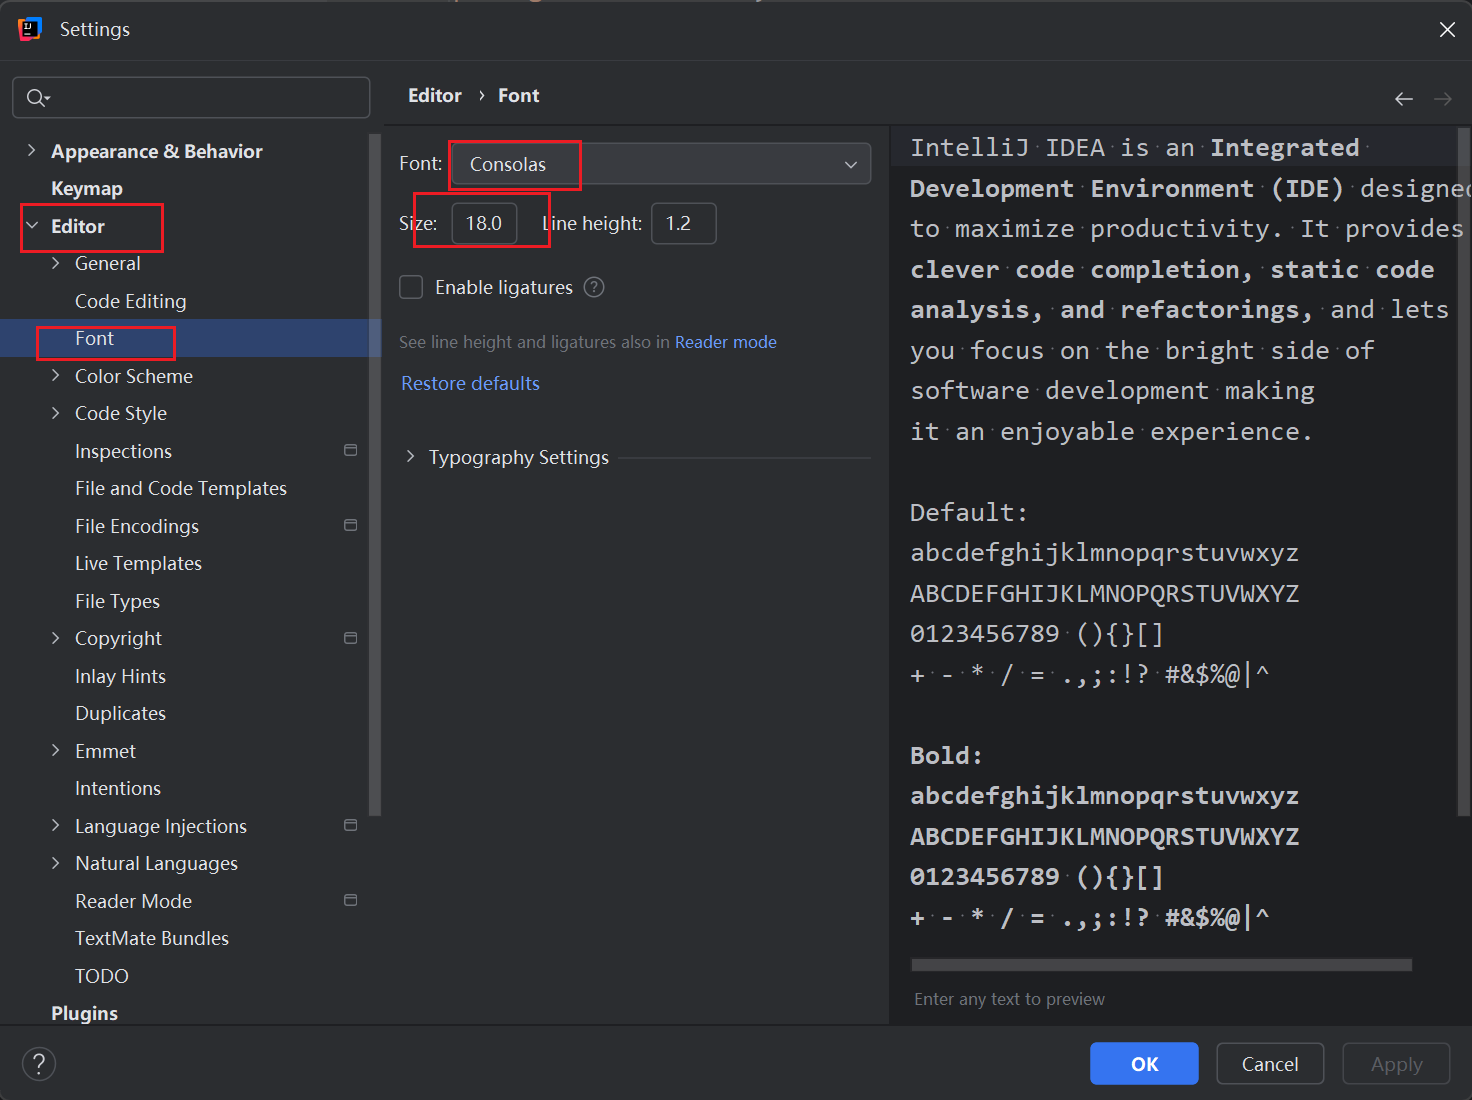 Settings
Editor › Font
Appearance & Behavior
Keymap
Editor
General
Code Editing
Font
Color Scheme
Code Style
Inspections
File and Code Templates
File Encodings
Live Templates
File Types
Copyright
Inlay Hints
Duplicates
Emmet
Intentions
Language Injections
Natural Languages
Reader Mode
TextMate Bundles
TODO
Plugins
Font: Consolas
Size: 18.0 Line height: 1.2
Enable ligatures ?
See line height and ligatures also in Reader mode
Restore defaults
Typography Settings
IntelliJ IDEA is an Integrated
Development Environment (IDE) designed
to maximize productivity. It provides
clever code completion, static code
analysis, and refactorings, and lets
you focus on the bright side of
software development making
it an enjoyable experience.
Default:
abcdefghijklmnopqrstuvwxyz
ABCDEFGHIJKLMNOPQRSTUVWXYZ
0123456789 (){}[]
+ - * / = .,;:!? #&$%@|^
Bold:
abcdefghijklmnopqrstuvwxyz
ABCDEFGHIJKLMNOPQRSTUVWXYZ
0123456789 (){}[]
+ - * / = .,;:!? #&$%@|^
Enter any text to preview
? OK Cancel Apply